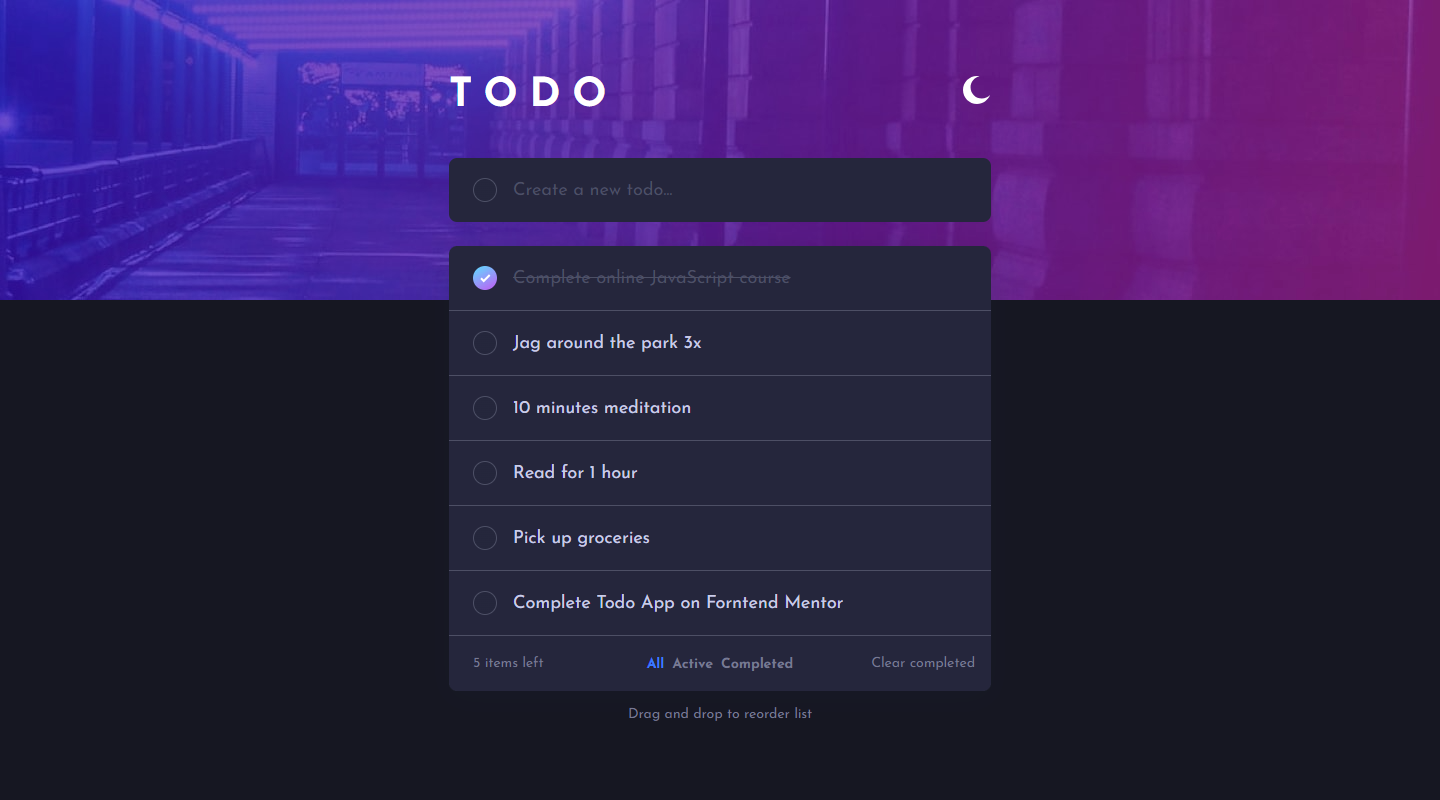 TODO
Create a new todo...
Complete online JavaScript course
Jag around the park 3x
10 minutes meditation
Read for 1 hour
Pick up groceries
Complete Todo App on Forntend Mentor
5 items left All Active Completed Clear completed
Drag and drop to reorder list